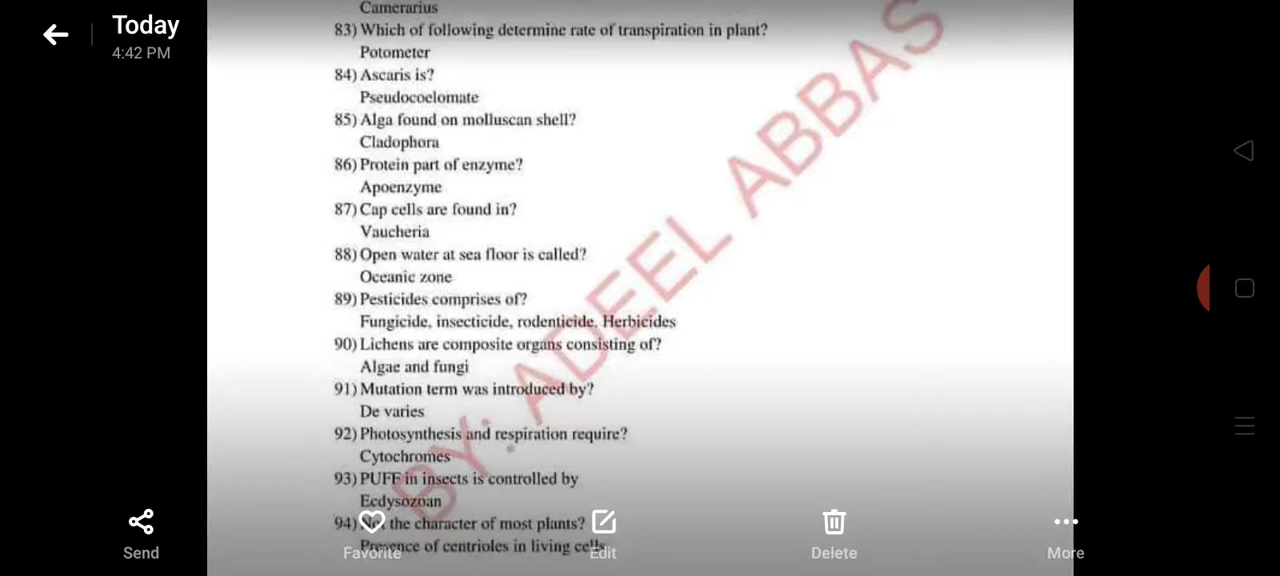 Today
4:42 PM
Camerarius
83) Which of following determine rate of transpiration in plant?
Potometer
84) Ascaris is?
Pseudocoelomate
85) Alga found on molluscan shell?
Cladophora
86) Protein part of enzyme?
Apoenzyme
87) Cap cells are found in?
Vaucheria
88) Open water at sea floor is called?
Oceanic zone
89) Pesticides comprises of?
Fungicide, insecticide, rodenticide, Herbicides
90) Lichens are composite organs consisting of?
Algae and fungi
91) Mutation term was introduced by?
De varies
92) Photosynthesis and respiration require?
Cytochromes
93) PUFF in insects is controlled by
Ecdysozoan
94) Not the character of most plants?
Presence of centrioles in living cells
BY: ADEEL ABBAS
Send
Favorite
Edit
Delete
More